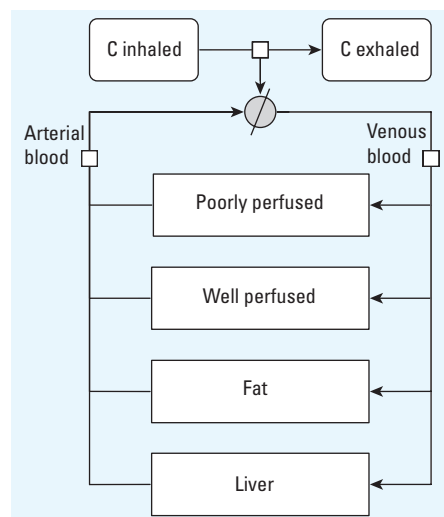 C inhaled
C exhaled
Arterial
blood
Venous
blood
Poorly perfused
Well perfused
Fat
Liver